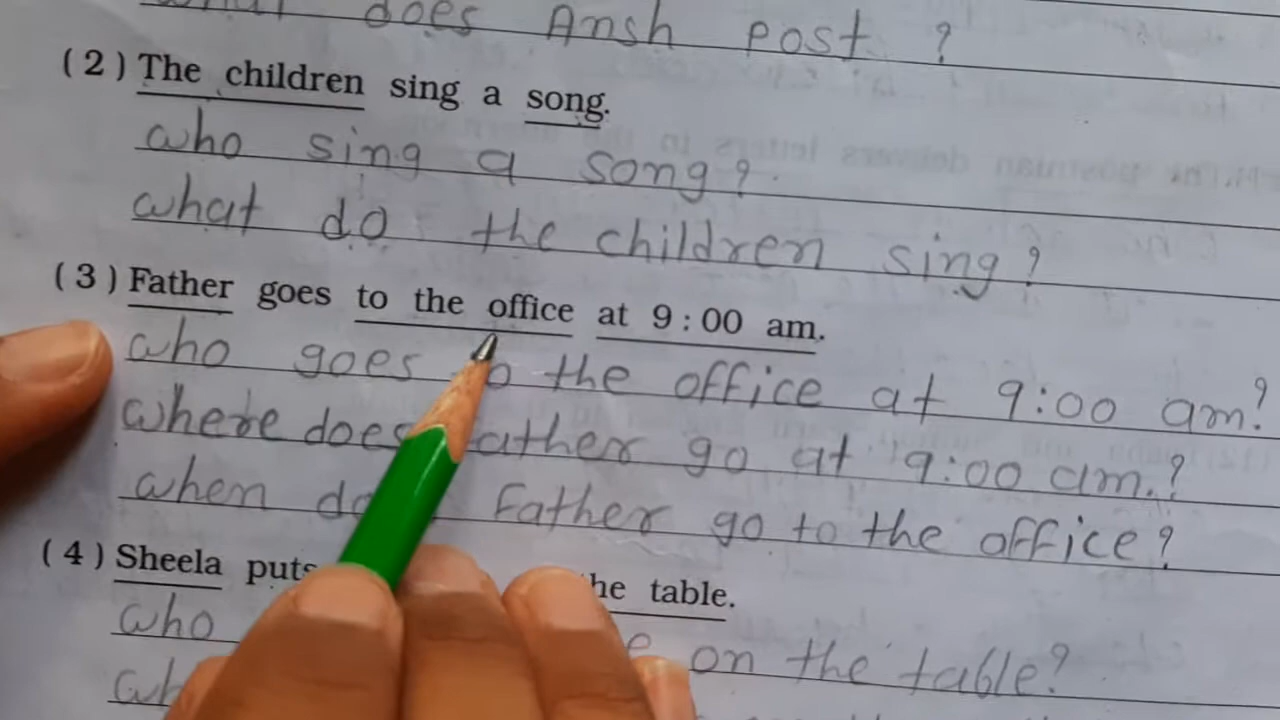 does Ansh post ?
(2) The children sing a song.
who sing a song?
what do the children sing?
(3) Father goes to the office at 9:00 am.
who goes the office at 9:00 am?
where does father go at 9:00 am.?
when Father go to the office?
(4) Sheela puts the table.
who on the table?